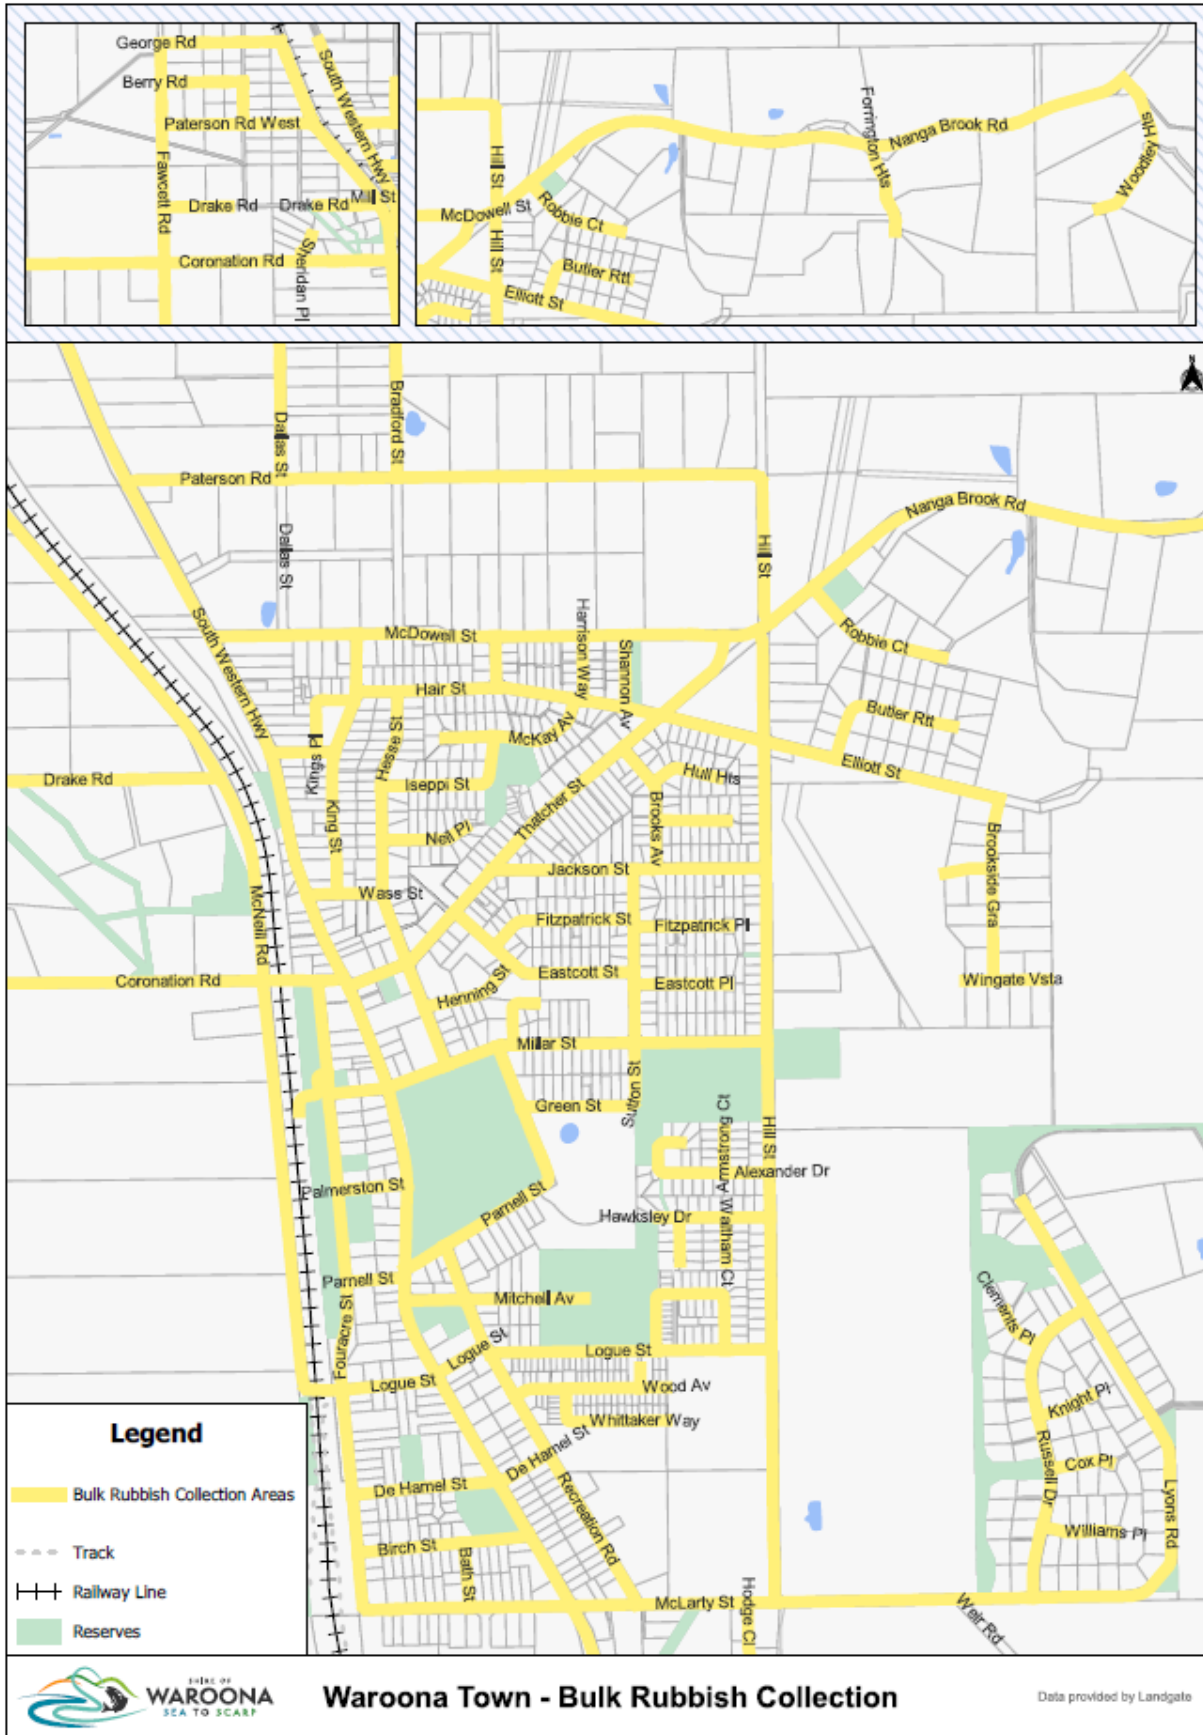 George Rd
Berry Rd
Paterson Rd West
South Western Hwy
Fawcett Rd
Drake Rd
Drake Rd
Mill St
Sheridan Pl
Coronation Rd
Hill St
McDowell St
Robbie Ct
Hill St
Butler Rtt
Elliott St
Forrington Hts
Nanga Brook Rd
Woodley Hts
N
Dallas St
Bradford St
Paterson Rd
Dallas St
Hill St
Nanga Brook Rd
South Western Hwy
McDowell St
Harrison Way
Shannon Av
Robbie Ct
Hair St
Kings Pl
Hesse St
McKay Av
Butler Rtt
Drake Rd
Iseppi St
Thatcher St
Hull Hts
Elliott St
King St
Neil Pl
Brooks Av
Brookside Gra
McNeill Rd
Wass St
Jackson St
Fitzpatrick St
Fitzpatrick Pl
Coronation Rd
Henning St
Eastcott St
Eastcott Pl
Wingate Vsta
Millar St
Green St
Sutton St
Armstrong Ct
Hill St
Palmerston St
Parnell St
Alexander Dr
Hawksley Dr
Waltham Ct
Parnell St
Fouracre St
Mitchell Av
Clements Pl
Logue St
Logue St
Logue St
Wood Av
Whittaker Way
Knight Pl
Russell Dr
Cox Pl
Lyons Rd
De Hamel St
De Hamel St
Recreation Rd
Williams Pl
Birch St
Bath St
McLarty St
Hodge Cl
Weir Rd
Legend
Bulk Rubbish Collection Areas
Track
Railway Line
Reserves
SHIRE OF
WAROONA
SEA TO SCARP
Waroona Town - Bulk Rubbish Collection
Data provided by Landgate